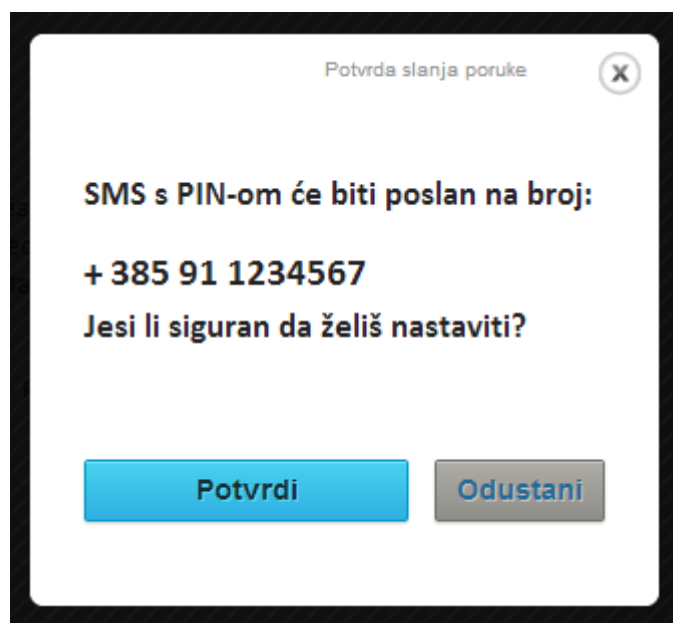 Potvrda slanja poruke
SMS s PIN-om će biti poslan na broj:
+ 385 91 1234567
Jesi li siguran da želiš nastaviti?
Potvrdi
Odustani